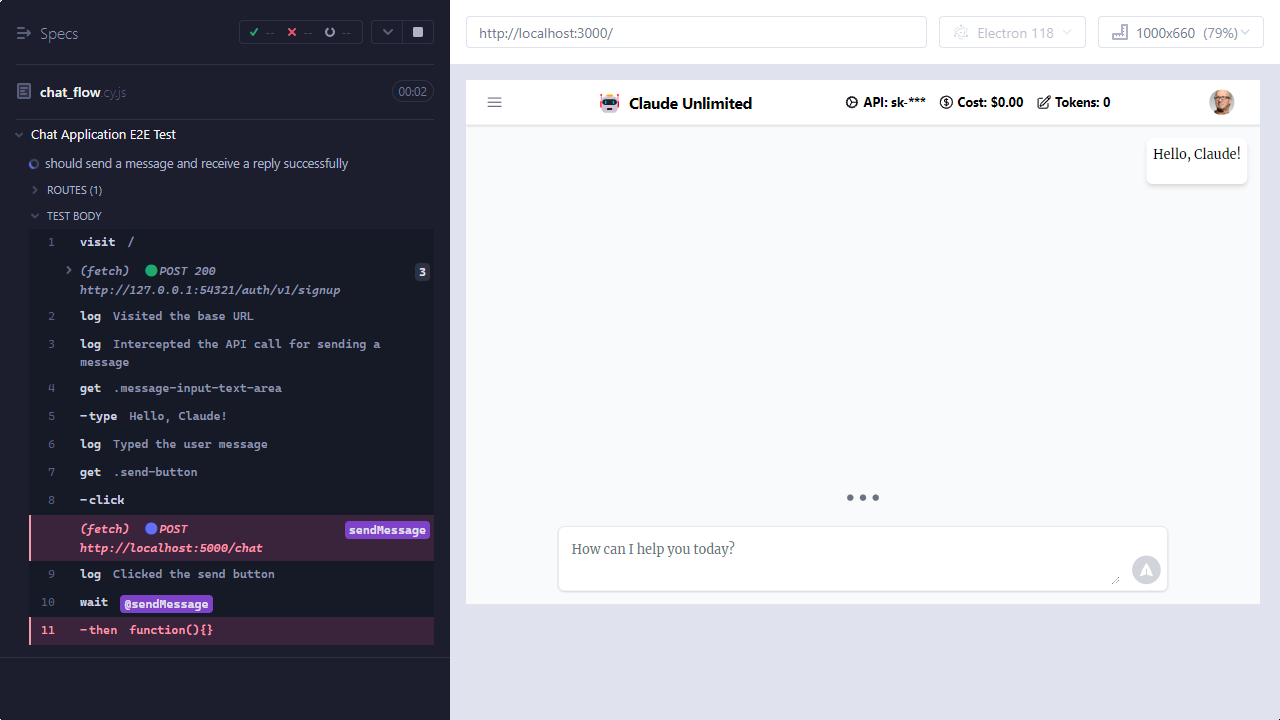 Specs
-- -- --
chat_flow.cy.js
00:02
Chat Application E2E Test
should send a message and receive a reply successfully
ROUTES (1)
TEST BODY
1 visit /
(fetch) POST 200 3
http://127.0.0.1:54321/auth/v1/signup
2 log Visited the base URL
3 log Intercepted the API call for sending a
message
4 get .message-input-text-area
5 -type Hello, Claude!
6 log Typed the user message
7 get .send-button
8 -click
(fetch) POST sendMessage
http://localhost:5000/chat
9 log Clicked the send button
10 wait @sendMessage
11 -then function(){}
http://localhost:3000/
Electron 118
1000x660 (79%)
Claude Unlimited
API: sk-***
Cost: $0.00
Tokens: 0
Hello, Claude!
How can I help you today?